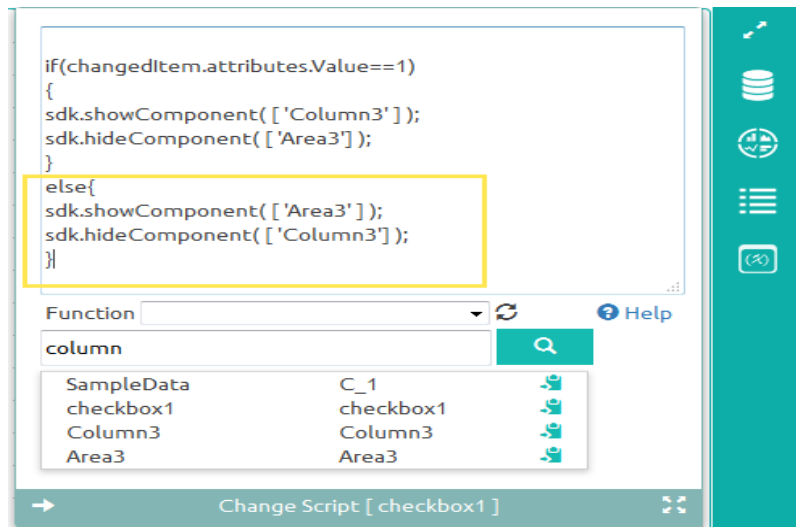 if(changedItem.attributes.Value==1)
{
sdk.showComponent( [ 'Column3' ] );
sdk.hideComponent( [ 'Area3'] );
}
else{
sdk.showComponent( [ 'Area3' ] );
sdk.hideComponent( [ 'Column3'] );
}
Function
? Help
column
SampleData C_1
checkbox1 checkbox1
Column3 Column3
Area3 Area3
Change Script [ checkbox1 ]